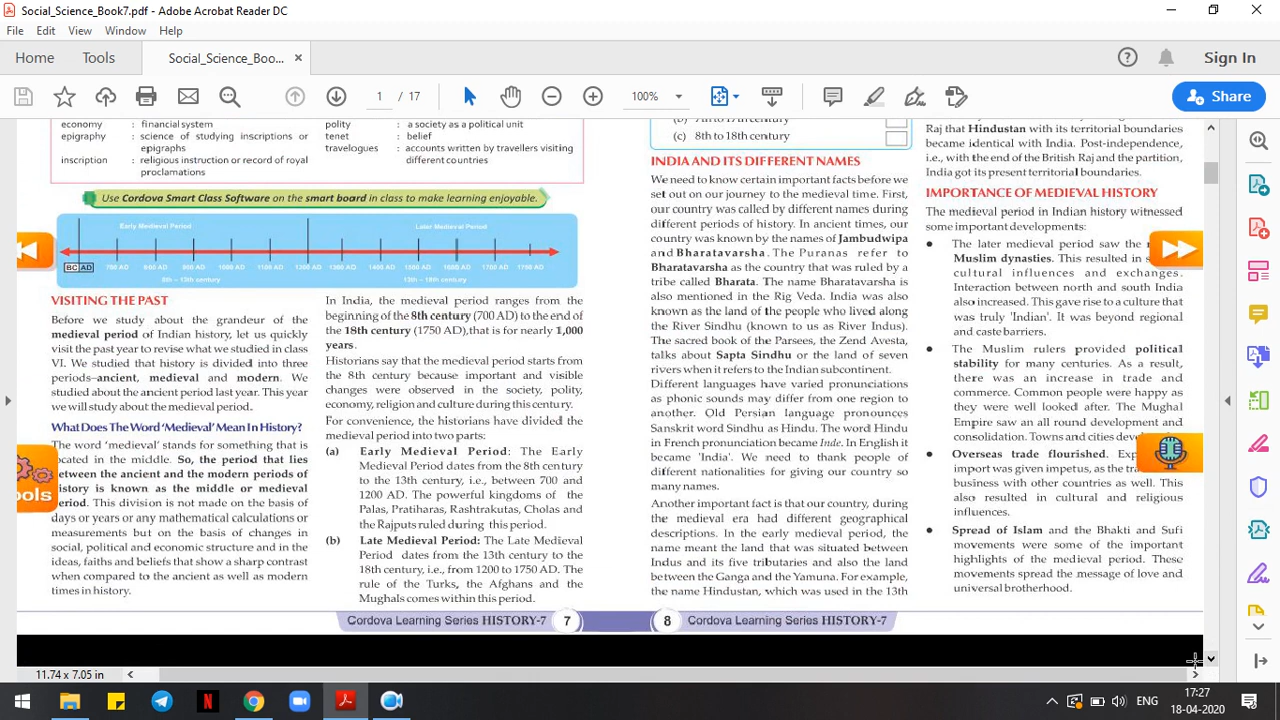 Social_Science_Book7.pdf - Adobe Acrobat Reader DC
File Edit View Window Help
Home Tools Social_Science_Boo... × Sign In
1 / 17 100% Share
economy : financial system
epigraphy : science of studying inscriptions or
epigraphs
inscription : religious instruction or record of royal
proclamations
polity : a society as a political unit
tenet : belief
travelogues : accounts written by travellers visiting
different countries
Use Cordova Smart Class Software on the smart board in class to make learning enjoyable.
Early Medieval Period Later Medieval Period
BC AD 700 AD 900 AD 1000 AD 1100 AD 1200 AD 1300 AD 1400 AD 1500 AD 1600 AD 1700 AD
8th – 13th century 13th – 18th century
VISITING THE PAST
Before we study about the grandeur of the
medieval period of Indian history, let us quickly
visit the past year to revise what we studied in class
VI. We studied that history is divided into three
periods–ancient, medieval and modern. We
studied about the ancient period last year. This year
we will study about the medieval period.
What Does The Word 'Medieval' Mean In History?
The word 'medieval' stands for something that is
located in the middle. So, the period that lies
between the ancient and the modern periods of
history is known as the middle or medieval
period. This division is not made on the basis of
days or years or any mathematical calculations or
measurements but on the basis of changes in
social, political and economic structure and in the
ideas, faiths and beliefs that show a sharp contrast
when compared to the ancient as well as modern
times in history.
ools
In India, the medieval period ranges from the
beginning of the 8th century (700 AD) to the end of
the 18th century (1750 AD), that is for nearly 1,000
years.
Historians say that the medieval period starts from
the 8th century because important and visible
changes were observed in the society, polity,
economy, religion and culture during this century.
For convenience, the historians have divided the
medieval period into two parts:
(a) Early Medieval Period: The Early
Medieval Period dates from the 8th century
to the 13th century, i.e., between 700 and
1200 AD. The powerful kingdoms of the
Palas, Pratiharas, Rashtrakutas, Cholas and
the Rajputs ruled during this period.
(b) Late Medieval Period: The Late Medieval
Period dates from the 13th century to the
18th century, i.e., from 1200 to 1750 AD. The
rule of the Turks, the Afghans and the
Mughals comes within this period.
Cordova Learning Series HISTORY-7 7
(c) 8th to 18th century
INDIA AND ITS DIFFERENT NAMES
We need to know certain important facts before we
set out on our journey to the medieval time. First,
our country was called by different names during
different periods of history. In ancient times, our
country was known by the names of Jambudwipa
and Bharatavarsha. The Puranas refer to
Bharatavarsha as the country that was ruled by a
tribe called Bharata. The name Bharatavarsha is
also mentioned in the Rig Veda. India was also
known as the land of the people who lived along
the River Sindhu (known to us as River Indus).
The sacred book of the Parsees, the Zend Avesta,
talks about Sapta Sindhu or the land of seven
rivers when it refers to the Indian subcontinent.
Different languages have varied pronunciations
as phonic sounds may differ from one region to
another. Old Persian language pronounces
Sanskrit word Sindhu as Hindu. The word Hindu
in French pronunciation became Inde. In English it
became 'India'. We need to thank people of
different nationalities for giving our country so
many names.
Another important fact is that our country, during
the medieval era had different geographical
descriptions. In the early medieval period, the
name meant the land that was situated between
Indus and its five tributaries and also the land
between the Ganga and the Yamuna. For example,
the name Hindustan, which was used in the 13th
Raj that Hindustan with its territorial boundaries
became identical with India. Post-independence,
i.e., with the end of the British Raj and the partition,
India got its present territorial boundaries.
IMPORTANCE OF MEDIEVAL HISTORY
The medieval period in Indian history witnessed
some important developments:
● The later medieval period saw the
Muslim dynasties. This resulted in
cultural influences and exchanges.
Interaction between north and south India
also increased. This gave rise to a culture that
was truly 'Indian'. It was beyond regional
and caste barriers.
● The Muslim rulers provided political
stability for many centuries. As a result,
there was an increase in trade and
commerce. Common people were happy as
they were well looked after. The Mughal
Empire saw an all round development and
consolidation. Towns and cities
● Overseas trade flourished.
import was given impetus, as the
business with other countries as well. This
also resulted in cultural and religious
influences.
● Spread of Islam and the Bhakti and Sufi
movements were some of the important
highlights of the medieval period. These
movements spread the message of love and
universal brotherhood.
8 Cordova Learning Series HISTORY-7
11.74 x 7.05 in
ENG 17:27
18-04-2020